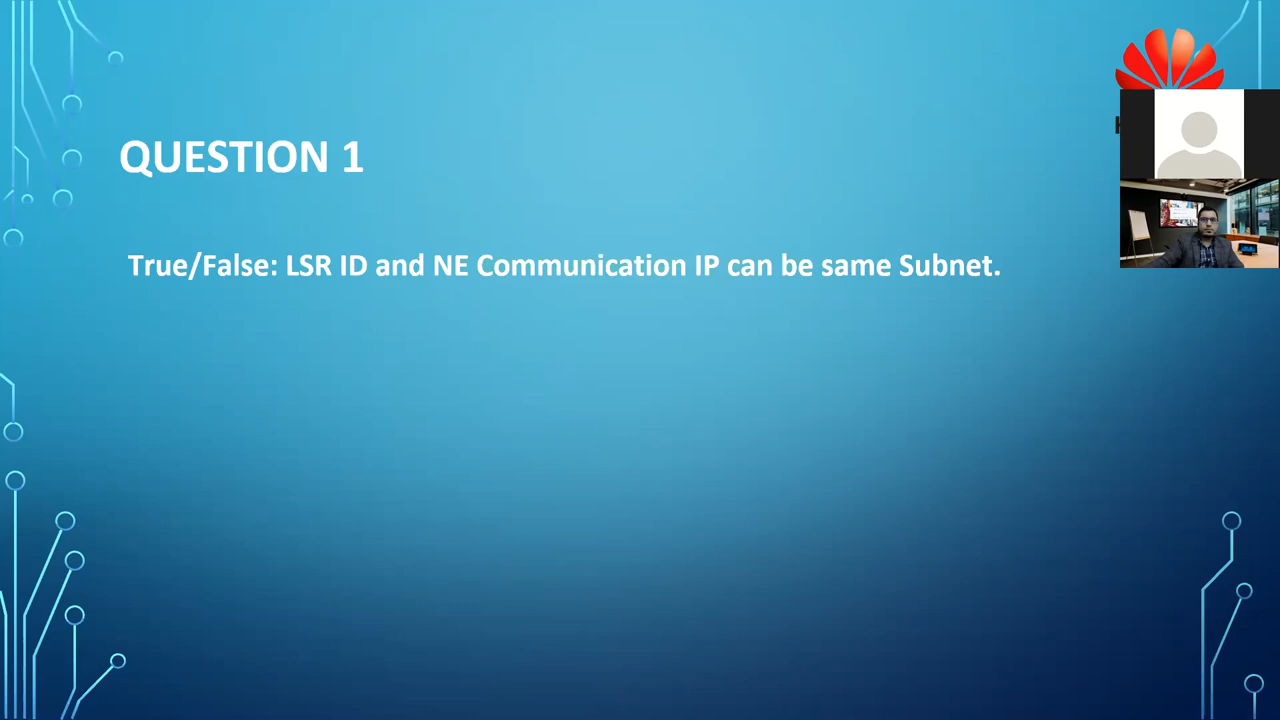 QUESTION 1
True/False: LSR ID and NE Communication IP can be same Subnet.